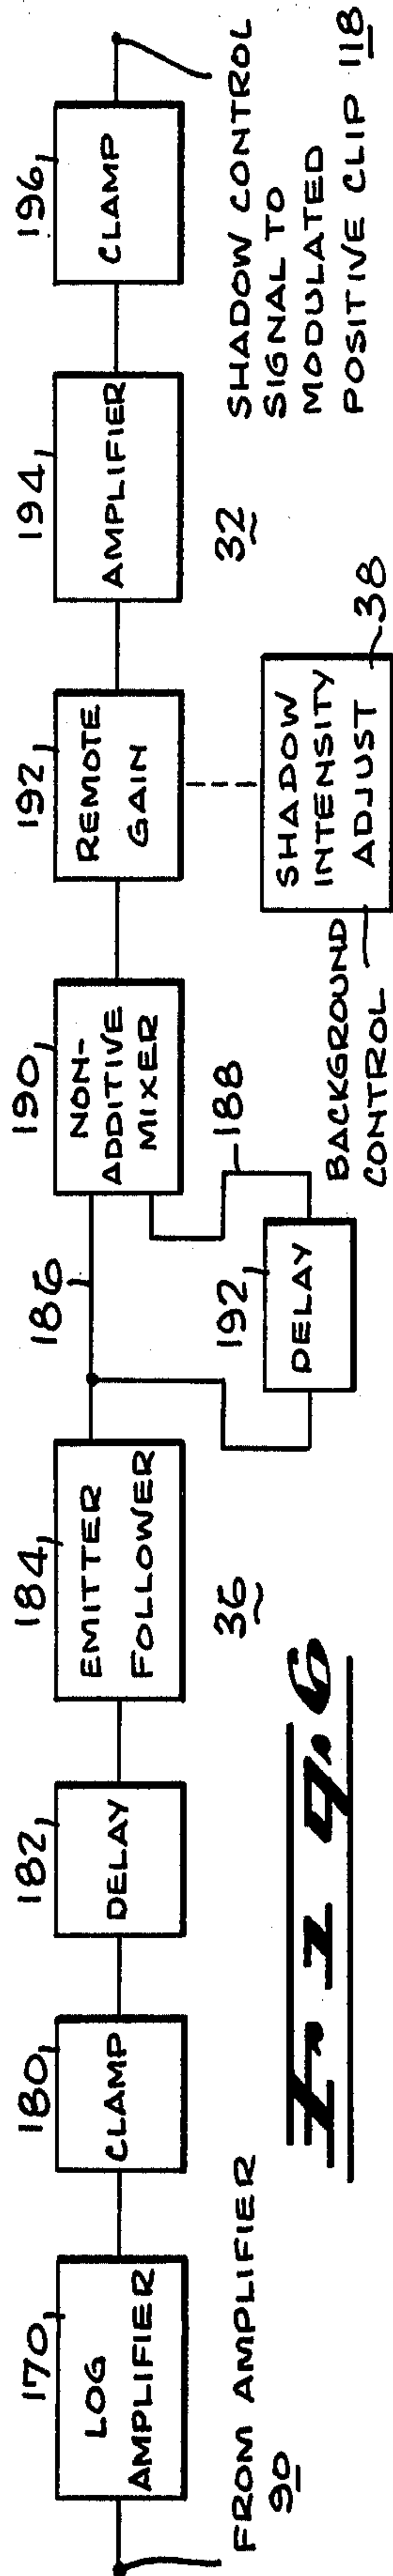 FROM AMPLIFIER
90
170
LOG
AMPLIFIER
180
CLAMP
182
DELAY
184
EMITTER
FOLLOWER
36
186
192
DELAY
188
190
NON-
ADDITIVE
MIXER
192
REMOTE
GAIN
BACKGROUND
CONTROL
SHADOW
INTENSITY
ADJUST
38
194
AMPLIFIER
32
196
CLAMP
SHADOW CONTROL
SIGNAL TO
MODULATED
POSITIVE CLIP 118
Fig. 6